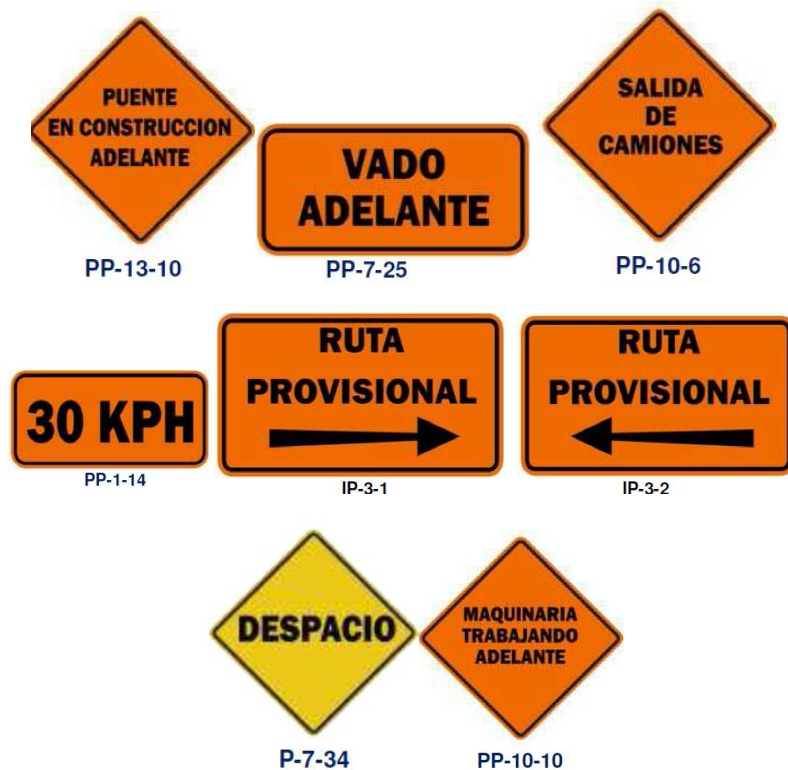 PUENTE
EN CONSTRUCCION
ADELANTE
PP-13-10
VADO
ADELANTE
PP-7-25
SALIDA
DE
CAMIONES
PP-10-6
30 KPH
PP-1-14
RUTA
PROVISIONAL
IP-3-1
RUTA
PROVISIONAL
IP-3-2
DESPACIO
P-7-34
MAQUINARIA
TRABAJANDO
ADELANTE
PP-10-10